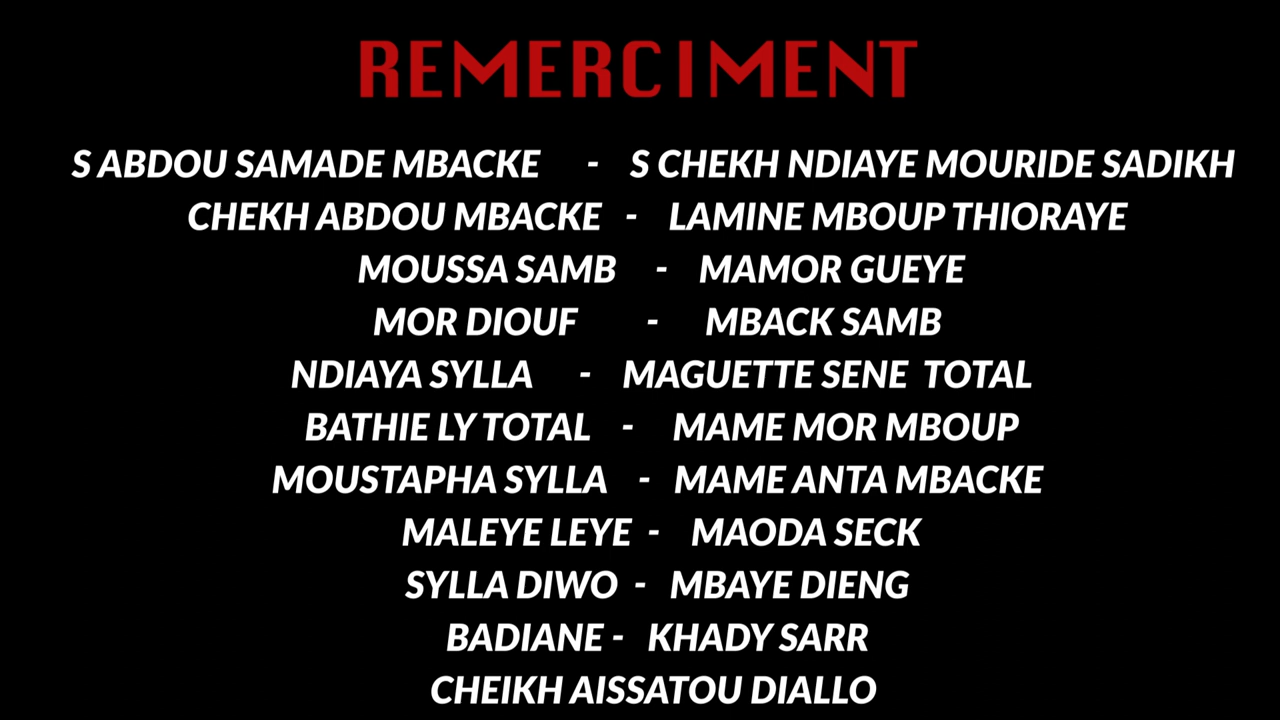 REMERCIMENT
S ABDOU SAMADE MBACKE - S CHEKH NDIAYE MOURIDE SADIKH
CHEKH ABDOU MBACKE - LAMINE MBOUP THIORAYE
MOUSSA SAMB - MAMOR GUEYE
MOR DIOUF - MBACK SAMB
NDIAYA SYLLA - MAGUETTE SENE TOTAL
BATHIE LY TOTAL - MAME MOR MBOUP
MOUSTAPHA SYLLA - MAME ANTA MBACKE
MALEYE LEYE - MAODA SECK
SYLLA DIWO - MBAYE DIENG
BADIANE - KHADY SARR
CHEIKH AISSATOU DIALLO